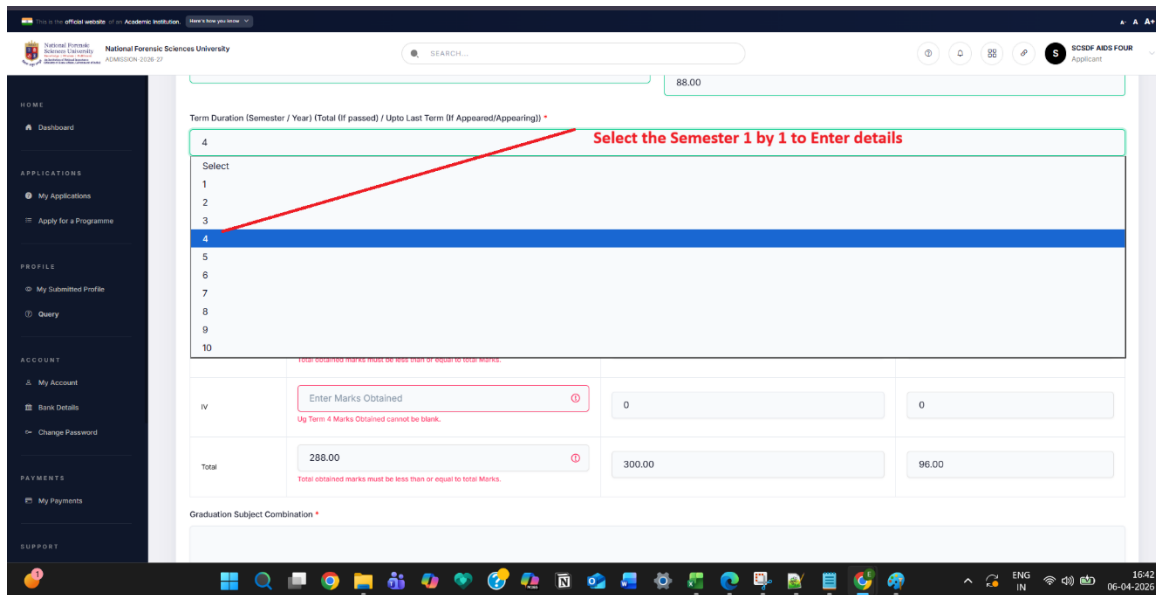 This is the official website of an Academic Institution. Here's how you know
A- A A+
National Forensic Sciences University
National Forensic Sciences University
ADMISSION-2026-27
SEARCH...
S
SCSDF AIDS FOUR
Applicant
HOME
Dashboard
APPLICATIONS
My Applications
Apply for a Programme
PROFILE
My Submitted Profile
Query
ACCOUNT
My Account
Bank Details
Change Password
PAYMENTS
My Payments
SUPPORT
88.00
Term Duration (Semester / Year) (Total (If passed) / Upto Last Term (If Appeared/Appearing)) *
4
Select the Semester 1 by 1 to Enter details
Select
1
2
3
4
5
6
7
8
9
10
Total obtained marks must be less than or equal to total Marks.
IV
Enter Marks Obtained
0
0
Ug Term 4 Marks Obtained cannot be blank.
Total
288.00
300.00
96.00
Total obtained marks must be less than or equal to total Marks.
Graduation Subject Combination *
1
ENG
IN
16:42
06-04-2026